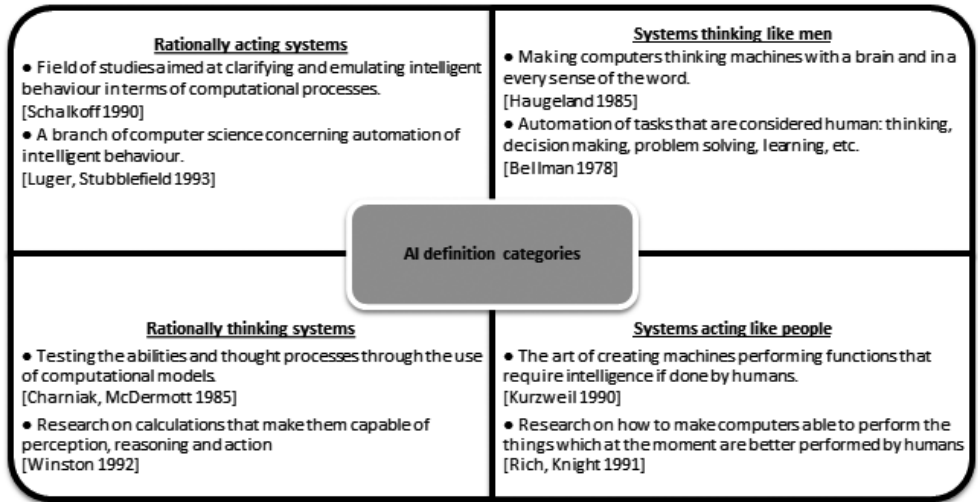 Rationally acting systems
● Field of studies aimed at clarifying and emulating intelligent
behaviour in terms of computational processes.
[Schalkoff 1990]
● A branch of computer science concerning automation of
intelligent behaviour.
[Luger, Stubblefield 1993]
Systems thinking like men
● Making computers thinking machines with a brain and in a
every sense of the word.
[Haugeland 1985]
● Automation of tasks that are considered human: thinking,
decision making, problem solving, learning, etc.
[Bellman 1978]
AI definition categories
Rationally thinking systems
● Testing the abilities and thought processes through the use
of computational models.
[Charniak, McDermott 1985]
● Research on calculations that make them capable of
perception, reasoning and action
[Winston 1992]
Systems acting like people
● The art of creating machines performing functions that
require intelligence if done by humans.
[Kurzweil 1990]
● Research on how to make computers able to perform the
things which at the moment are better performed by humans
[Rich, Knight 1991]